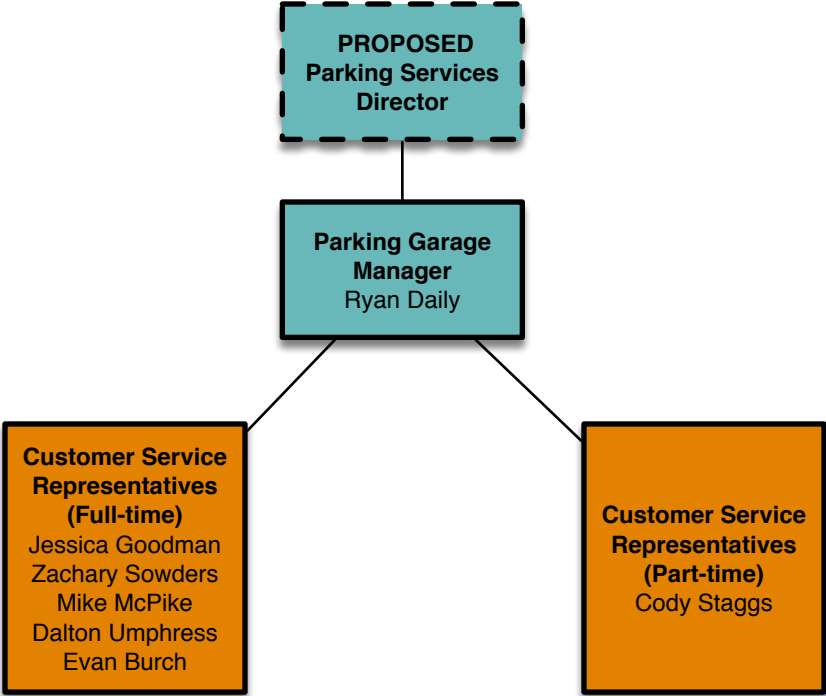 PROPOSED
Parking Services
Director
Parking Garage
Manager
Ryan Daily
Customer Service
Representatives
(Full-time)
Jessica Goodman
Zachary Sowders
Mike McPike
Dalton Umphress
Evan Burch
Customer Service
Representatives
(Part-time)
Cody Staggs